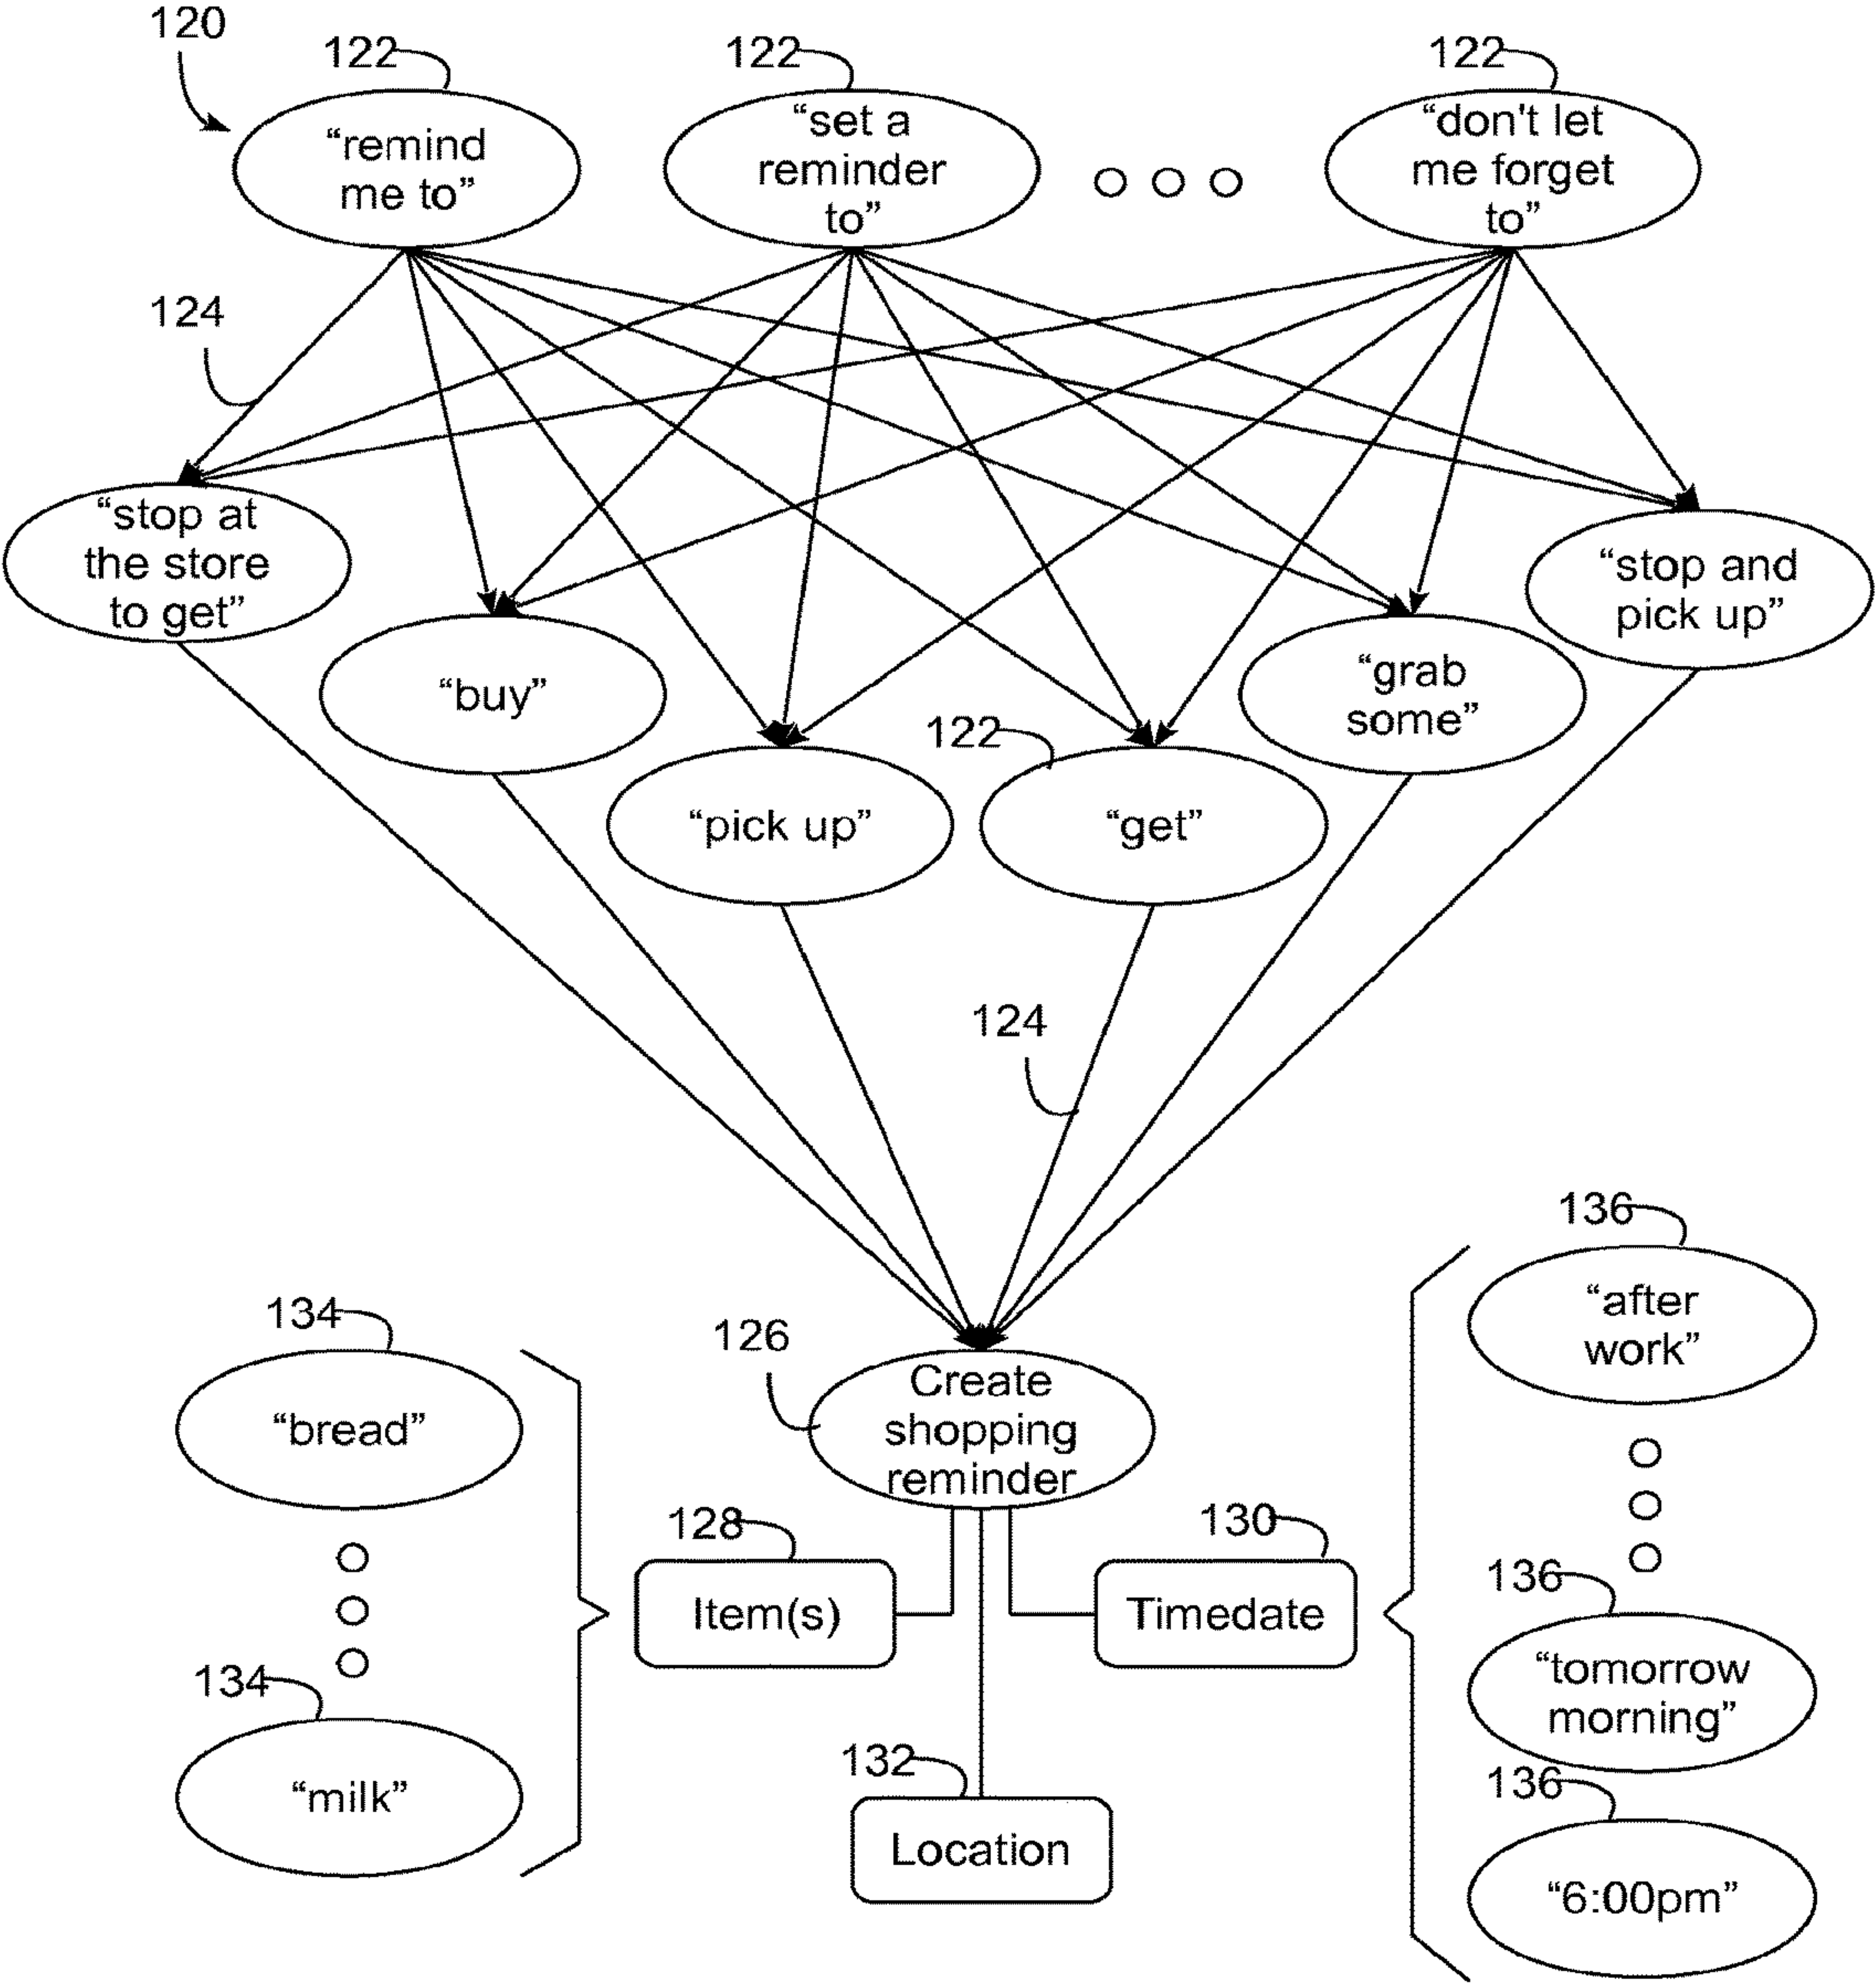 120
122
122
122
“remind
me to”
“set a
reminder
to”
“don't let
me forget
to”
124
“stop at
the store
to get”
“buy”
“pick up”
122
“get”
“grab
some”
“stop and
pick up”
124
126
Create
shopping
reminder
134
“bread”
134
“milk”
128
Item(s)
130
Timedate
132
Location
136
“after
work”
136
“tomorrow
morning”
136
“6:00pm”